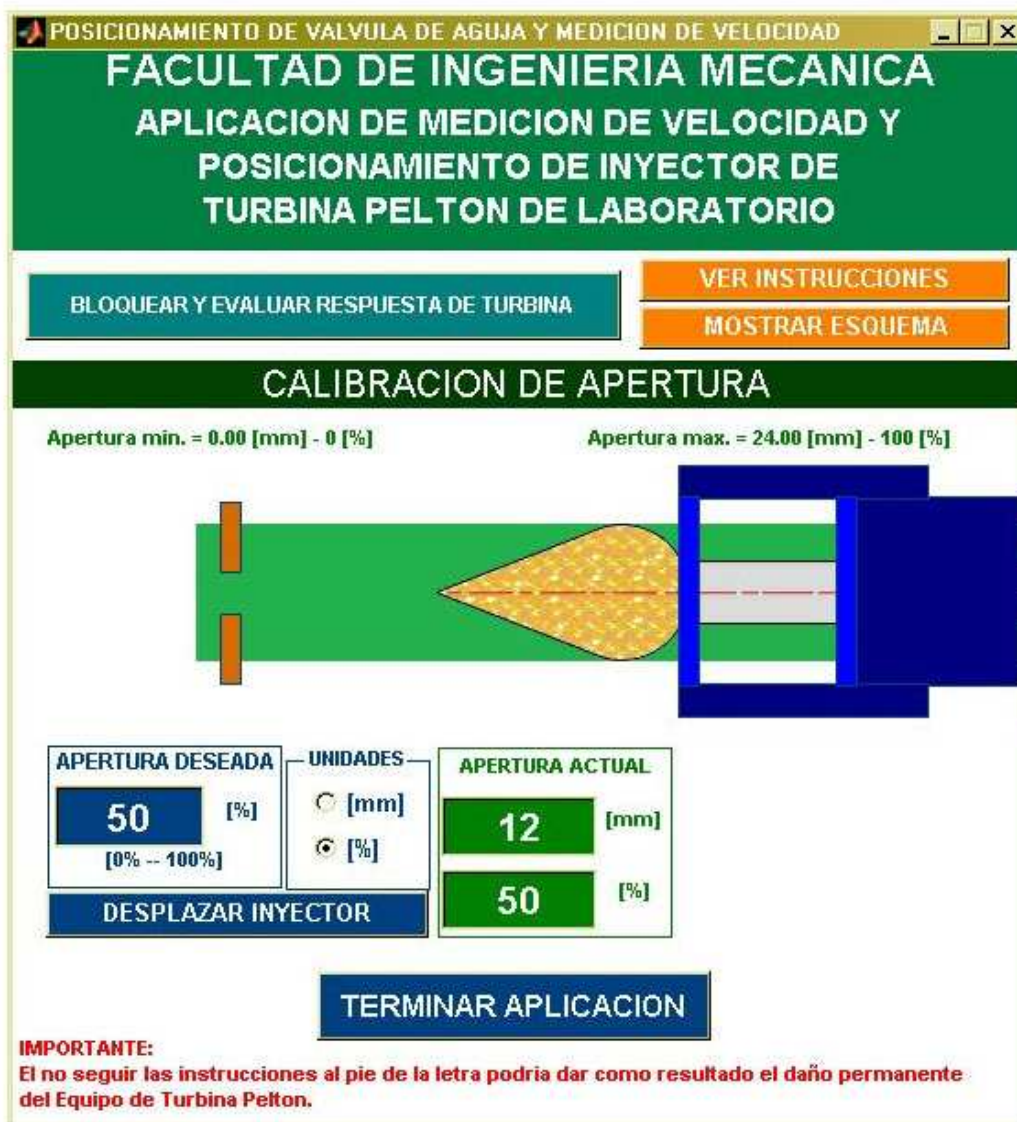 POSICIONAMIENTO DE VALVULA DE AGUJA Y MEDICION DE VELOCIDAD
FACULTAD DE INGENIERIA MECANICA
APLICACION DE MEDICION DE VELOCIDAD Y
POSICIONAMIENTO DE INYECTOR DE
TURBINA PELTON DE LABORATORIO
BLOQUEAR Y EVALUAR RESPUESTA DE TURBINA
VER INSTRUCCIONES
MOSTRAR ESQUEMA
CALIBRACION DE APERTURA
Apertura min. = 0.00 [mm] - 0 [%]
Apertura max. = 24.00 [mm] - 100 [%]
APERTURA DESEADA
50 [%]
[0% -- 100%]
UNIDADES
[mm]
[%]
DESPLAZAR INYECTOR
APERTURA ACTUAL
12 [mm]
50 [%]
TERMINAR APLICACION
IMPORTANTE:
El no seguir las instrucciones al pie de la letra podria dar como resultado el daño permanente
del Equipo de Turbina Pelton.